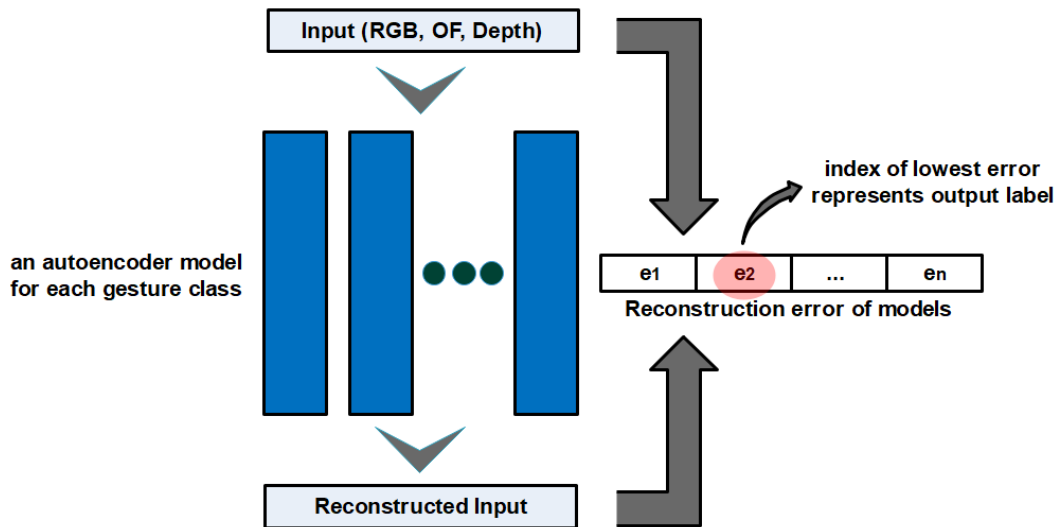 Input (RGB, OF, Depth)
index of lowest error
represents output label
an autoencoder model
for each gesture class
e1 e2 ... en
Reconstruction error of models
Reconstructed Input